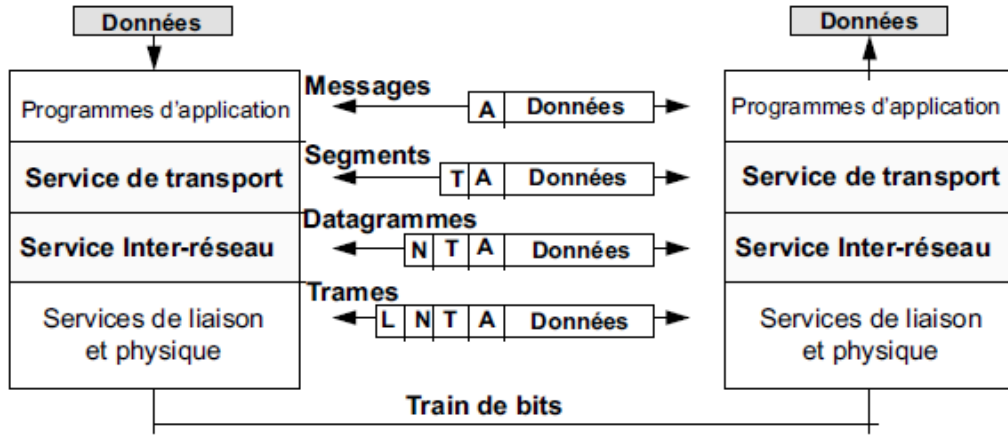 Données
Données
Programmes d'application
Messages
A Données
Programmes d'application
Service de transport
Segments
T A Données
Service de transport
Service Inter-réseau
Datagrammes
N T A Données
Service Inter-réseau
Services de liaison
et physique
Trames
L N T A Données
Services de liaison
et physique
Train de bits